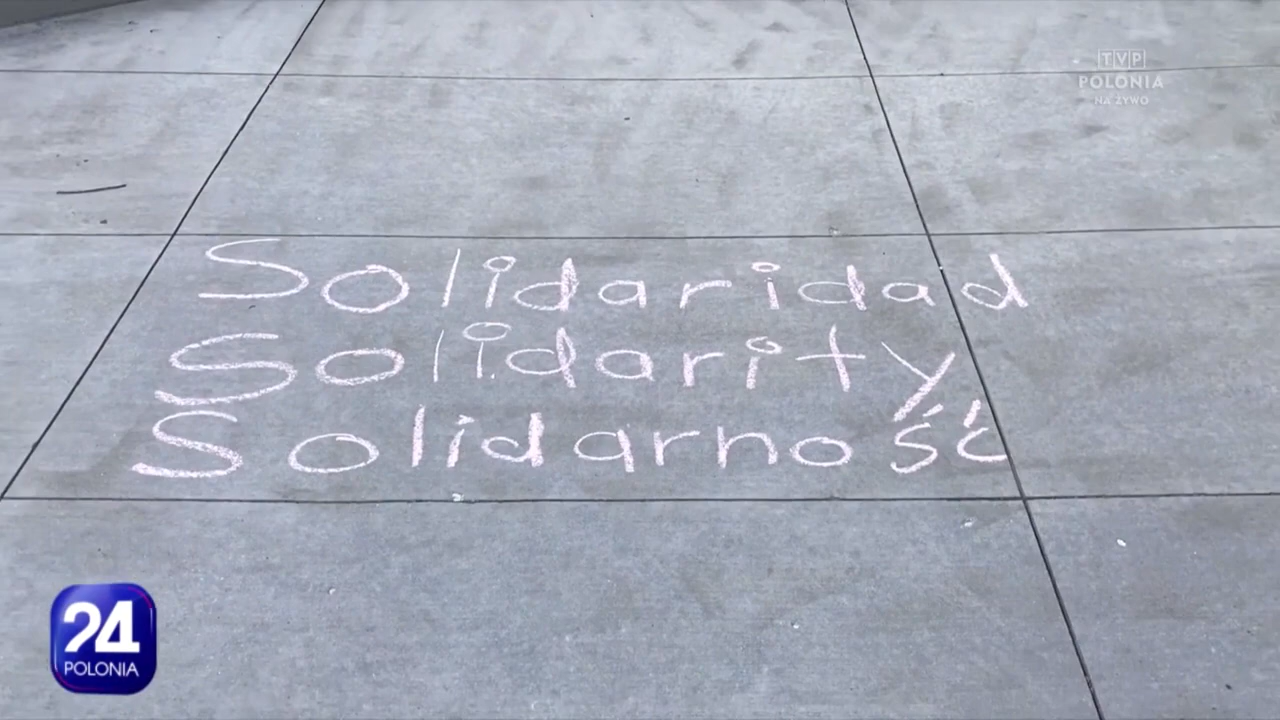 TVP
POLONIA
NA ŻYWO
Solidaridad
Solidarity
Solidarność
24
POLONIA